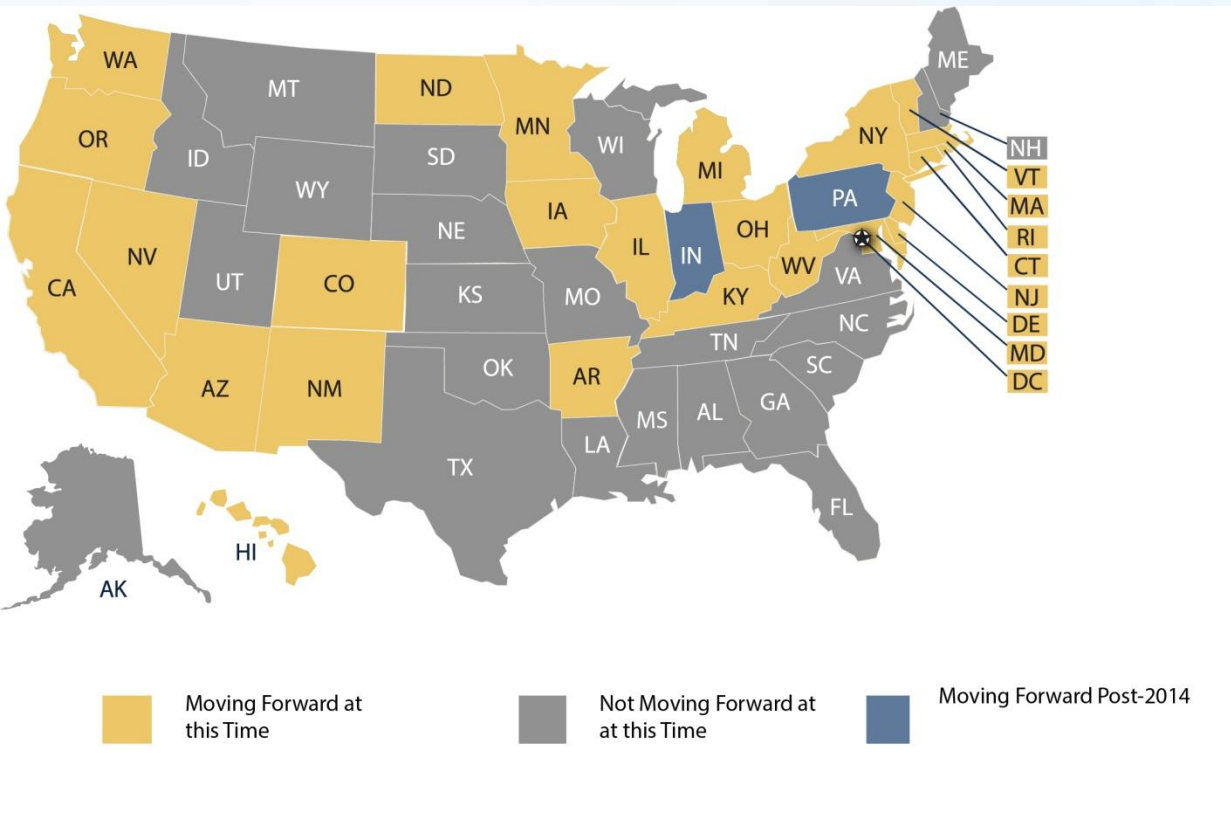 WA
MT
ND
MN
ME
OR
ID
SD
WI
NY
NH
WY
MI
VT
IA
PA
MA
NE
OH
RI
NV
IL
IN
CT
CA
UT
CO
WV
VA
KS
MO
KY
NJ
DE
NC
TN
MD
OK
SC
AZ
NM
AR
DC
GA
MS
AL
LA
TX
FL
HI
AK
Moving Forward at
this Time
Not Moving Forward at
at this Time
Moving Forward Post-2014